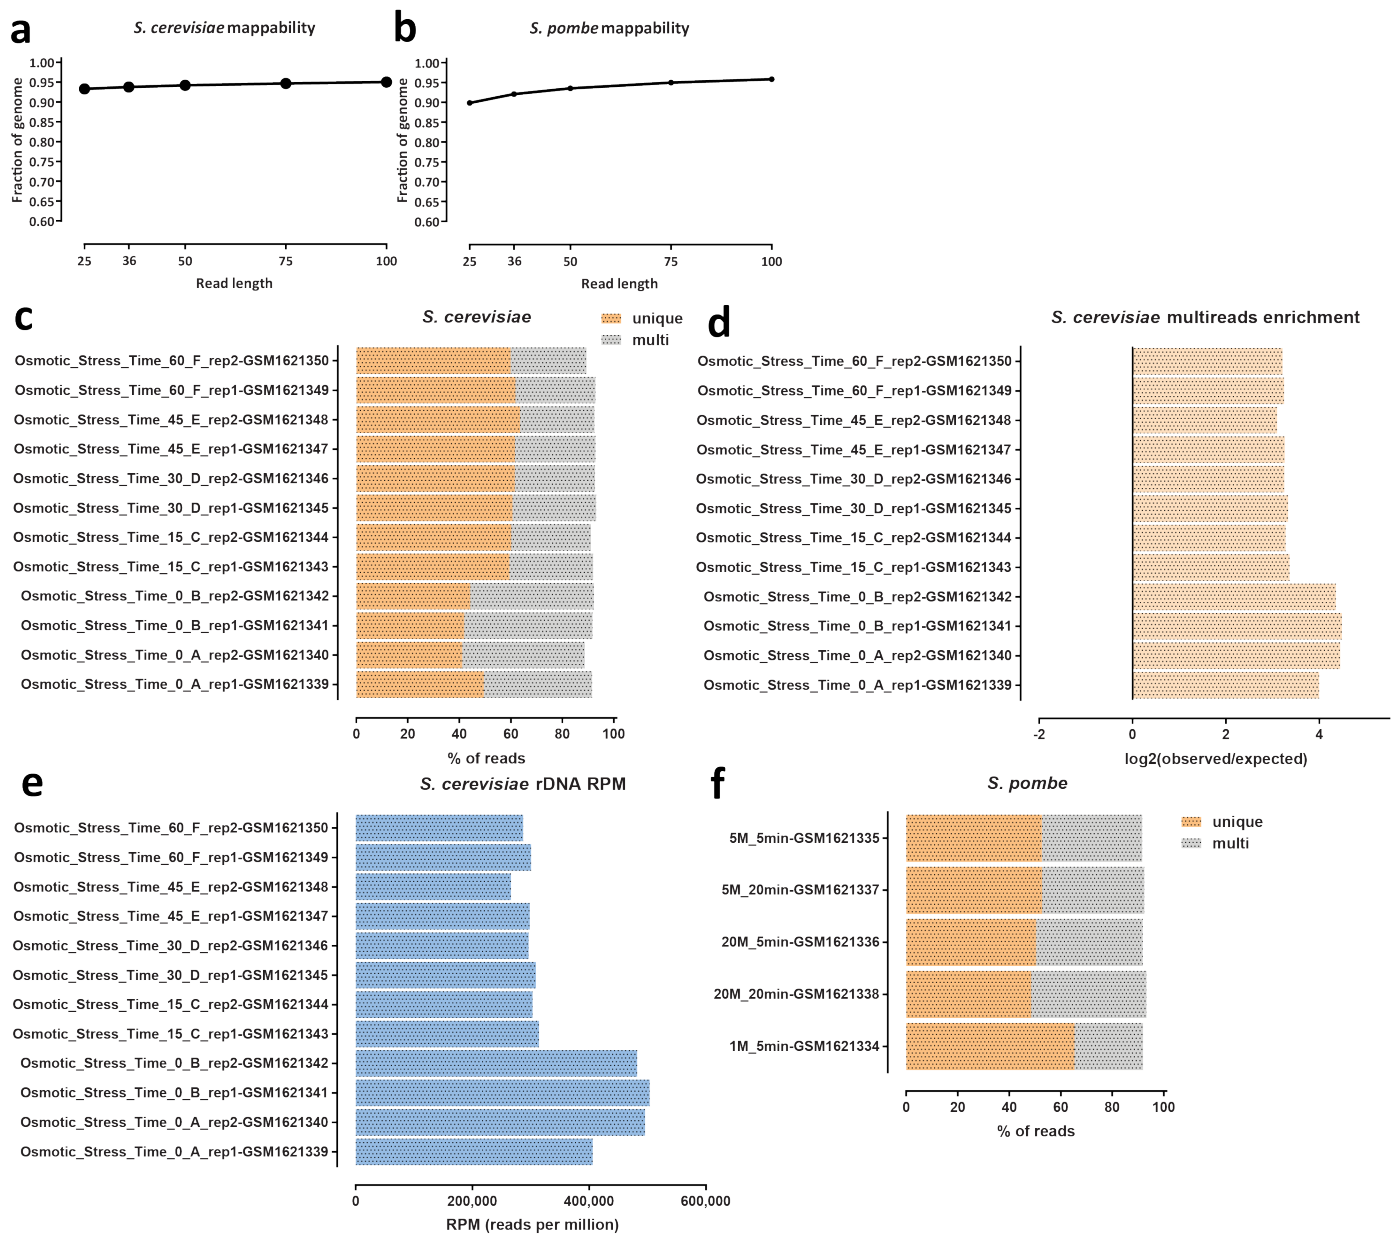 a
S. cerevisiae mappability
1.00
0.95
0.90
0.85
0.80
0.75
0.70
0.65
0.60
Fraction of genome
25 36 50 75 100
Read length
b
S. pombe mappability
1.00
0.95
0.90
0.85
0.80
0.75
0.70
0.65
0.60
Fraction of genome
25 36 50 75 100
Read length
c
S. cerevisiae
unique
multi
Osmotic_Stress_Time_60_F_rep2-GSM1621350
Osmotic_Stress_Time_60_F_rep1-GSM1621349
Osmotic_Stress_Time_45_E_rep2-GSM1621348
Osmotic_Stress_Time_45_E_rep1-GSM1621347
Osmotic_Stress_Time_30_D_rep2-GSM1621346
Osmotic_Stress_Time_30_D_rep1-GSM1621345
Osmotic_Stress_Time_15_C_rep2-GSM1621344
Osmotic_Stress_Time_15_C_rep1-GSM1621343
Osmotic_Stress_Time_0_B_rep2-GSM1621342
Osmotic_Stress_Time_0_B_rep1-GSM1621341
Osmotic_Stress_Time_0_A_rep2-GSM1621340
Osmotic_Stress_Time_0_A_rep1-GSM1621339
0 20 40 60 80 100
% of reads
d
S. cerevisiae multireads enrichment
Osmotic_Stress_Time_60_F_rep2-GSM1621350
Osmotic_Stress_Time_60_F_rep1-GSM1621349
Osmotic_Stress_Time_45_E_rep2-GSM1621348
Osmotic_Stress_Time_45_E_rep1-GSM1621347
Osmotic_Stress_Time_30_D_rep2-GSM1621346
Osmotic_Stress_Time_30_D_rep1-GSM1621345
Osmotic_Stress_Time_15_C_rep2-GSM1621344
Osmotic_Stress_Time_15_C_rep1-GSM1621343
Osmotic_Stress_Time_0_B_rep2-GSM1621342
Osmotic_Stress_Time_0_B_rep1-GSM1621341
Osmotic_Stress_Time_0_A_rep2-GSM1621340
Osmotic_Stress_Time_0_A_rep1-GSM1621339
-2 0 2 4
log2(observed/expected)
e
S. cerevisiae rDNA RPM
Osmotic_Stress_Time_60_F_rep2-GSM1621350
Osmotic_Stress_Time_60_F_rep1-GSM1621349
Osmotic_Stress_Time_45_E_rep2-GSM1621348
Osmotic_Stress_Time_45_E_rep1-GSM1621347
Osmotic_Stress_Time_30_D_rep2-GSM1621346
Osmotic_Stress_Time_30_D_rep1-GSM1621345
Osmotic_Stress_Time_15_C_rep2-GSM1621344
Osmotic_Stress_Time_15_C_rep1-GSM1621343
Osmotic_Stress_Time_0_B_rep2-GSM1621342
Osmotic_Stress_Time_0_B_rep1-GSM1621341
Osmotic_Stress_Time_0_A_rep2-GSM1621340
Osmotic_Stress_Time_0_A_rep1-GSM1621339
0 200,000 400,000 600,000
RPM (reads per million)
f
S. pombe
unique
multi
5M_5min-GSM1621335
5M_20min-GSM1621337
20M_5min-GSM1621336
20M_20min-GSM1621338
1M_5min-GSM1621334
0 20 40 60 80 100
% of reads